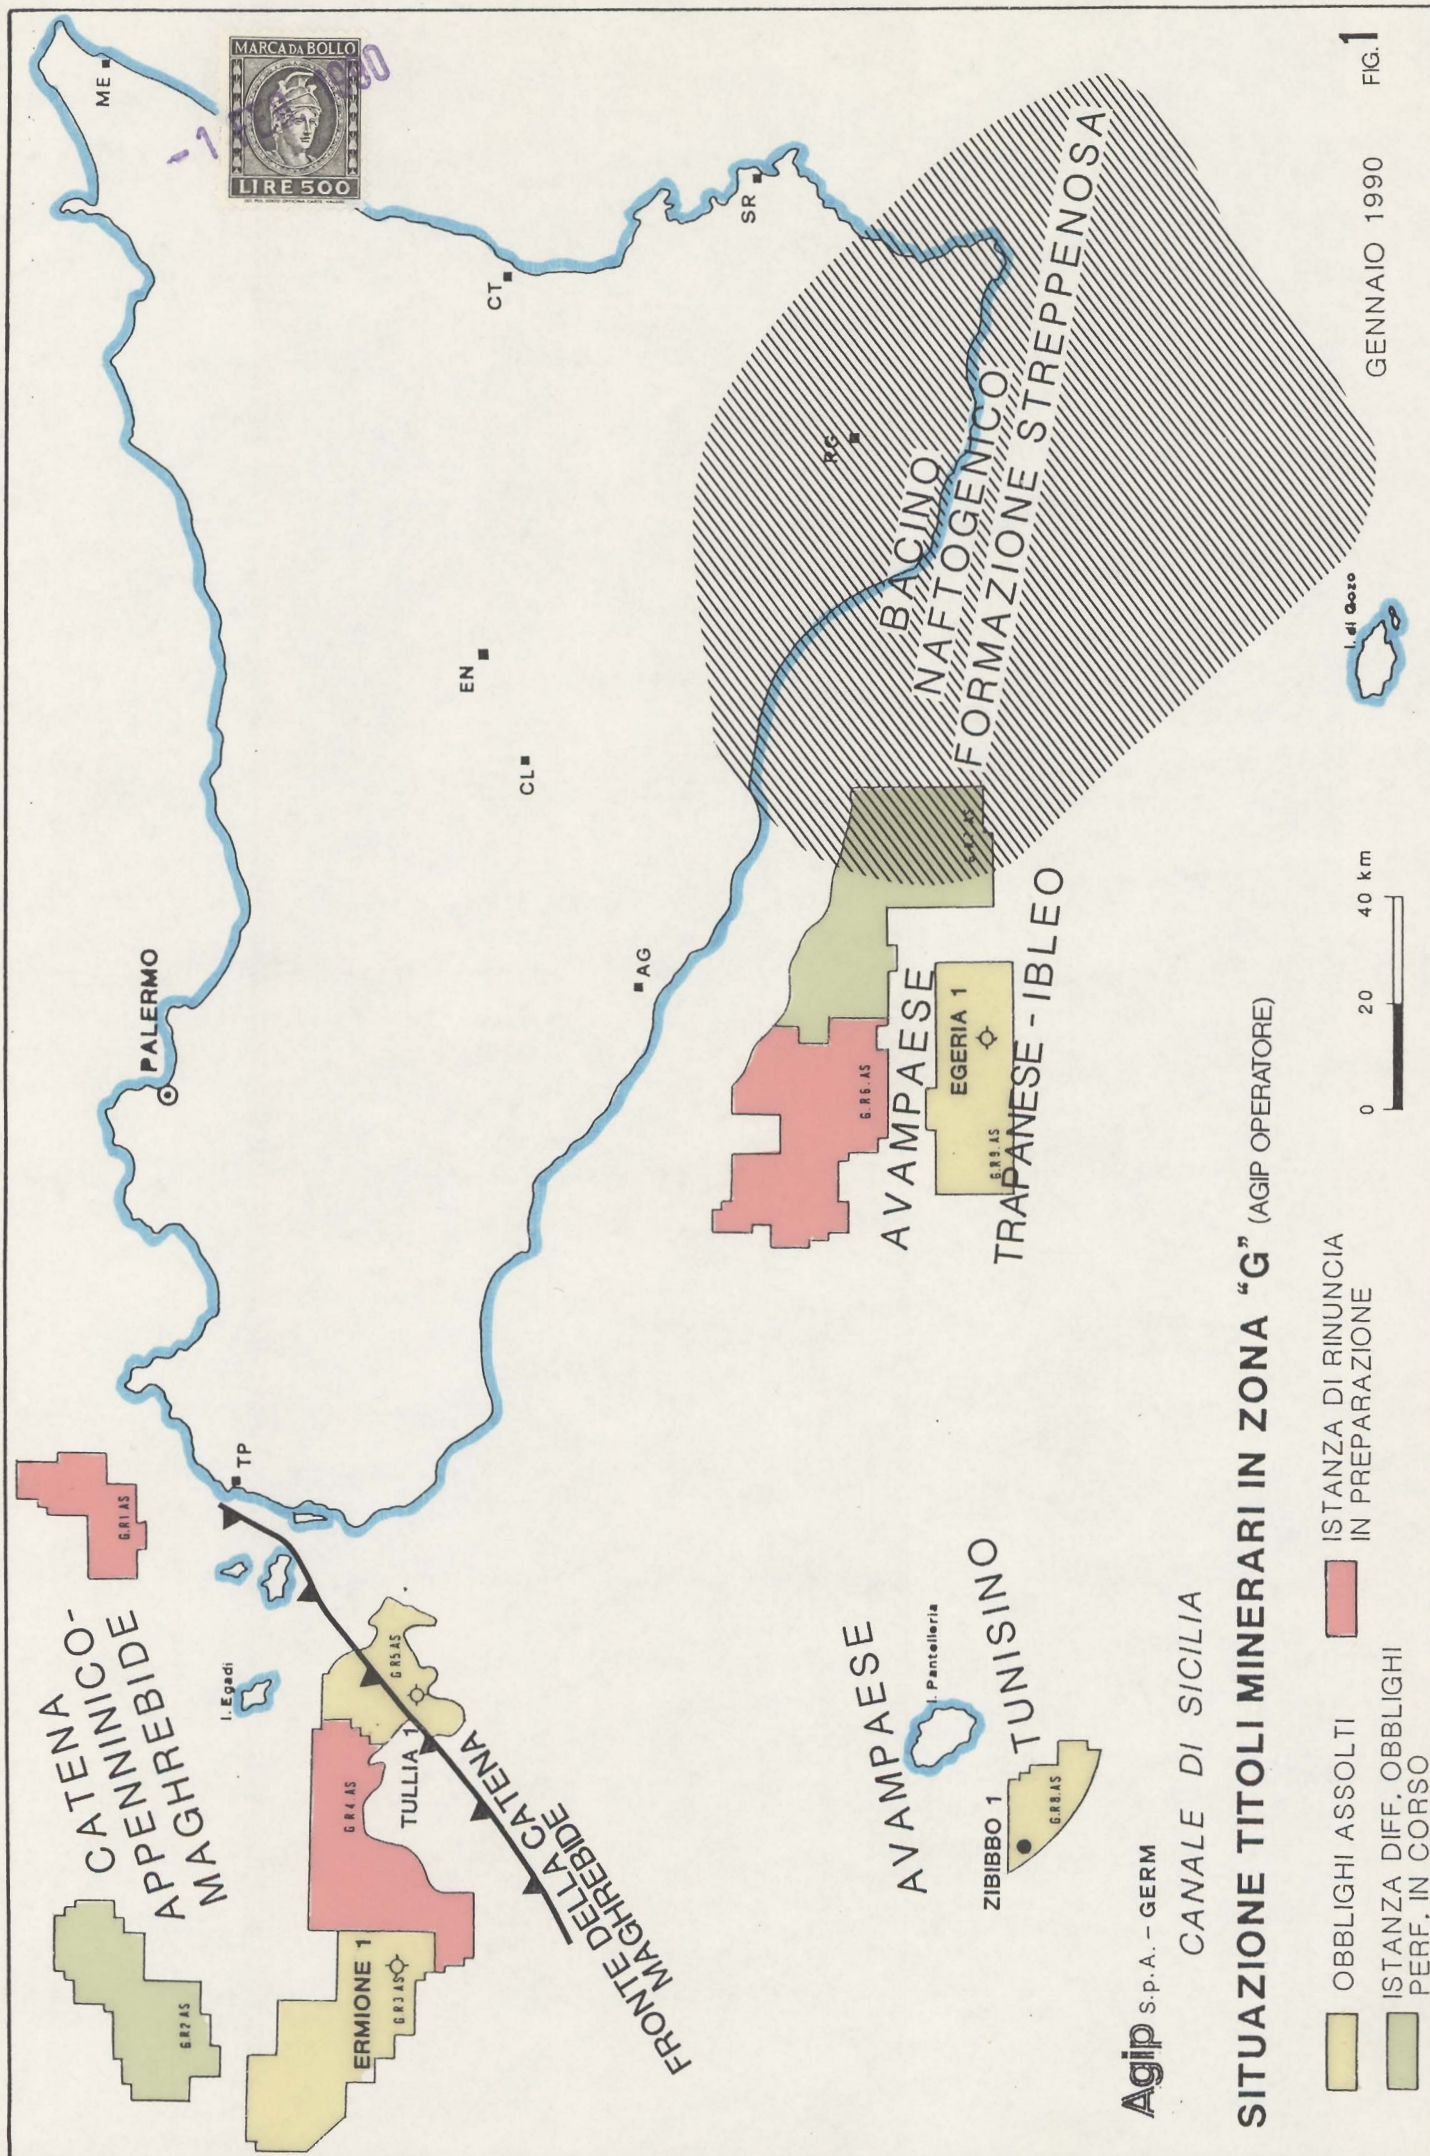 MARCA DA BOLLO
LIRE 500
ME
PALERMO
TP
CT
SR
EN
CL
AG
RG
I. Egadi
CATENA
APPENNINICO-
MAGHREBIDE
G.R1.AS
G.R2.AS
ERMIONE 1
G.R3.AS
G.R4.AS
G.R5.AS
TULLIA 1
FRONTE DELLA CATENA
MAGHREBIDE
BACINO
NAFTOGENICO
FORMAZIONE STREPPENOSA
G.R7.AS
G.R6.AS
AVAMPAESE
EGERIA 1
G.R9.AS
TRAPANESE - IBLEO
AVAMPAESE
I. Pantelleria
TUNISINO
ZIBIBBO 1
G.R8.AS
I. di Gozo
Agip S.p.A. - GERM
CANALE DI SICILIA
SITUAZIONE TITOLI MINERARI IN ZONA "G" (AGIP OPERATORE)
0 20 40 km
OBBLIGHI ASSOLTI
ISTANZA DIFF. OBBLIGHI
PERF. IN CORSO
ISTANZA DI RINUNCIA
IN PREPARAZIONE
GENNAIO 1990
FIG. 1